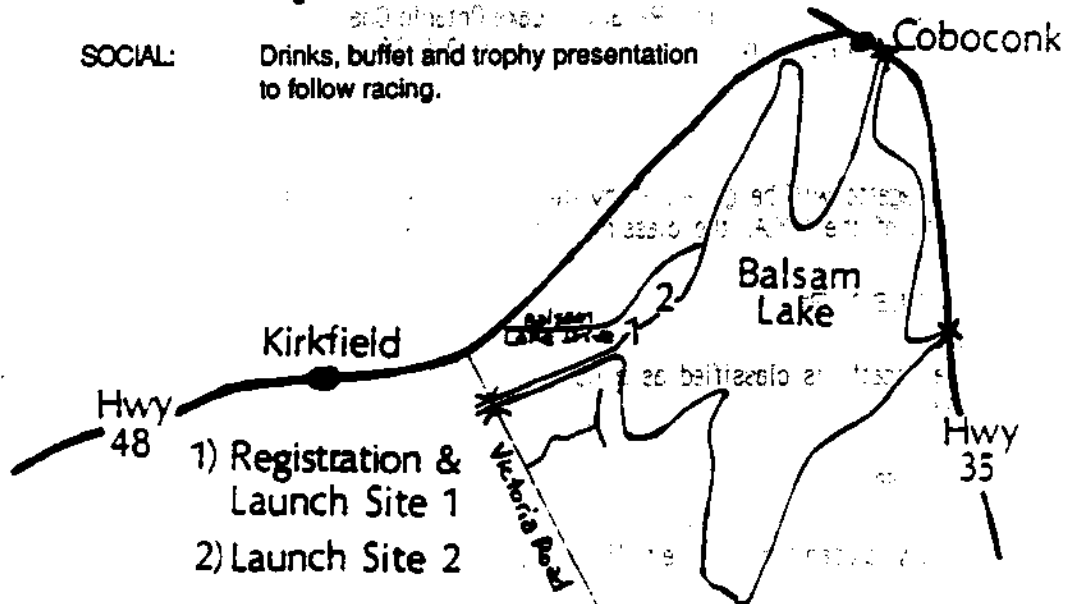 SOCIAL: Drinks, buffet and trophy presentation
to follow racing.
Coboconk
Balsam
Lake
2
1
Balsam
Lake Drive
Kirkfield
Hwy
48
Hwy
35
Victoria Road
1) Registration &
Launch Site 1
2) Launch Site 2